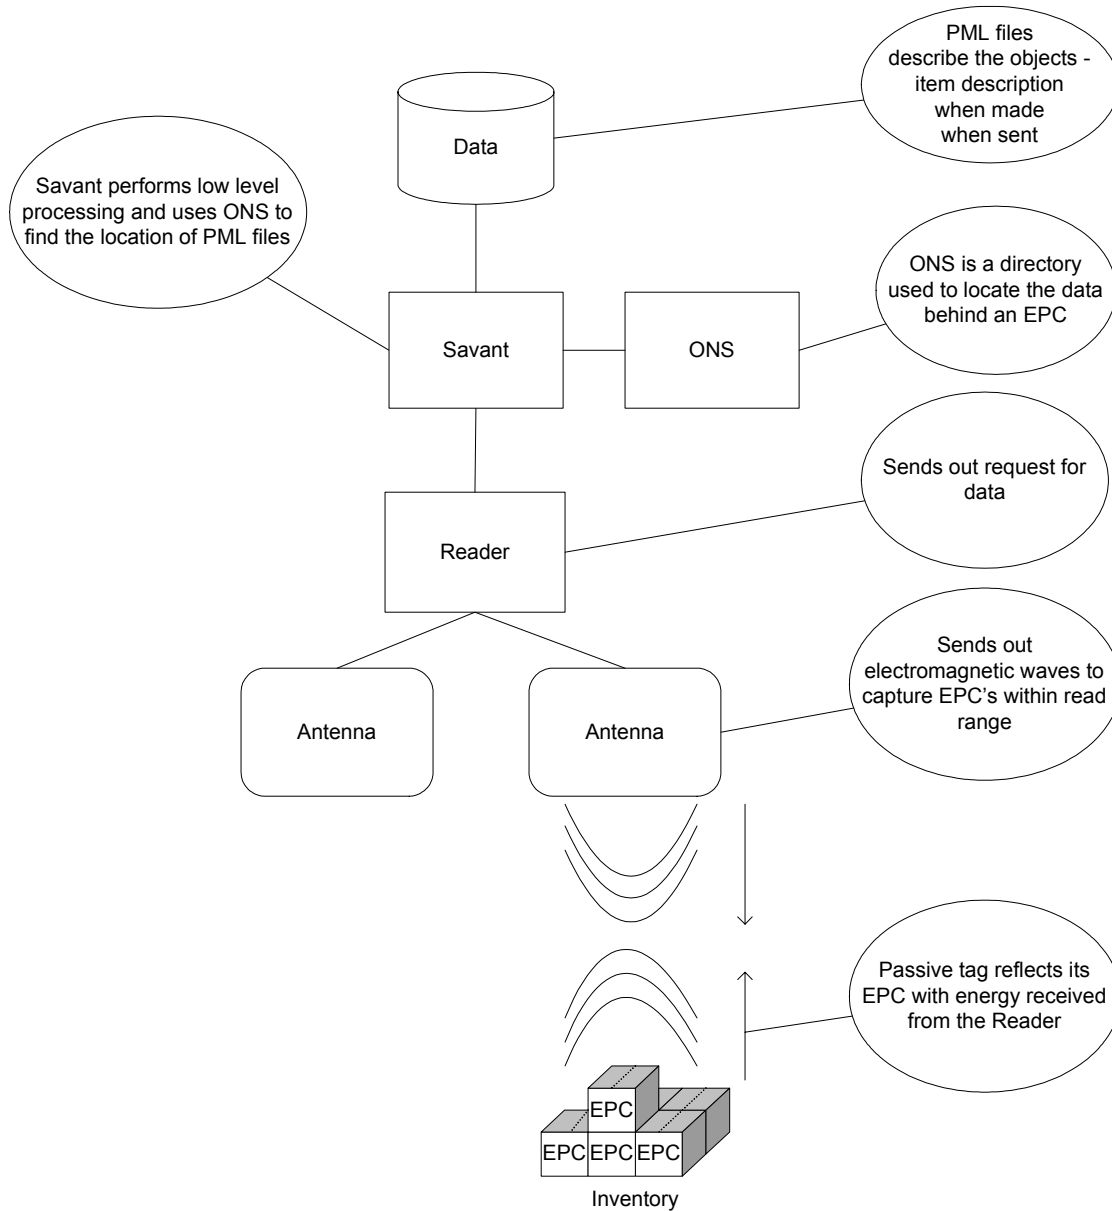 PML files
describe the objects -
item description
when made
when sent
Data
Savant performs low level
processing and uses ONS to
find the location of PML files
ONS is a directory
used to locate the data
behind an EPC
Savant
ONS
Sends out request for
data
Reader
Sends out
electromagnetic waves to
capture EPC's within read
range
Antenna
Antenna
Passive tag reflects its
EPC with energy received
from the Reader
EPC
EPC
EPC
EPC
Inventory